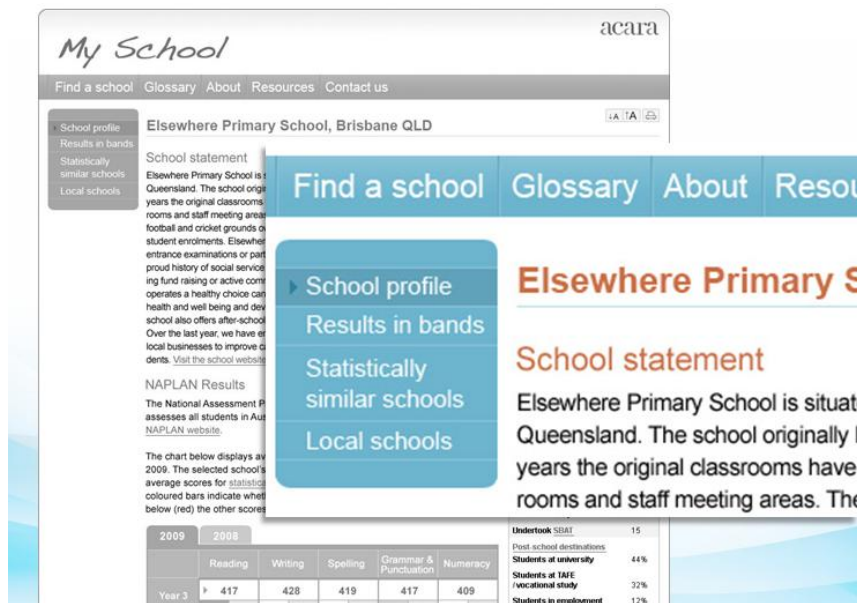 acara
My School
Find a school Glossary About Resources Contact us
School profile
Results in bands
Statistically
similar schools
Local schools
↓A ↑A
Elsewhere Primary School, Brisbane QLD
School statement
Elsewhere Primary School is
Queensland. The school origi
years the original classrooms
rooms and staff meeting areas
football and cricket grounds
student enrolments. Elsewher
entrance examinations or part
proud history of social service
ing fund raising or active com
operates a healthy choice can
health and well being and dev
school also offers after-school
Over the last year, we have
local businesses to improve
dents. Visit the school website
NAPLAN Results
The National Assessment P
assesses all students in Aus
NAPLAN website.
The chart below displays av
2009. The selected school's
average scores for statistica
coloured bars indicate whet
below (red) the other scores
2009 2008
Reading Writing Spelling Grammar & Punctuation Numeracy
Year 3 417 428 419 417 409
Find a school Glossary About Resou
School profile
Results in bands
Statistically
similar schools
Local schools
Elsewhere Primary S
School statement
Elsewhere Primary School is situat
Queensland. The school originally
years the original classrooms have
rooms and staff meeting areas. The
Undertook SBAT 15
Post-school destinations
Students at university 44%
Students at TAFE
/vocational study 32%
Students in employment 12%